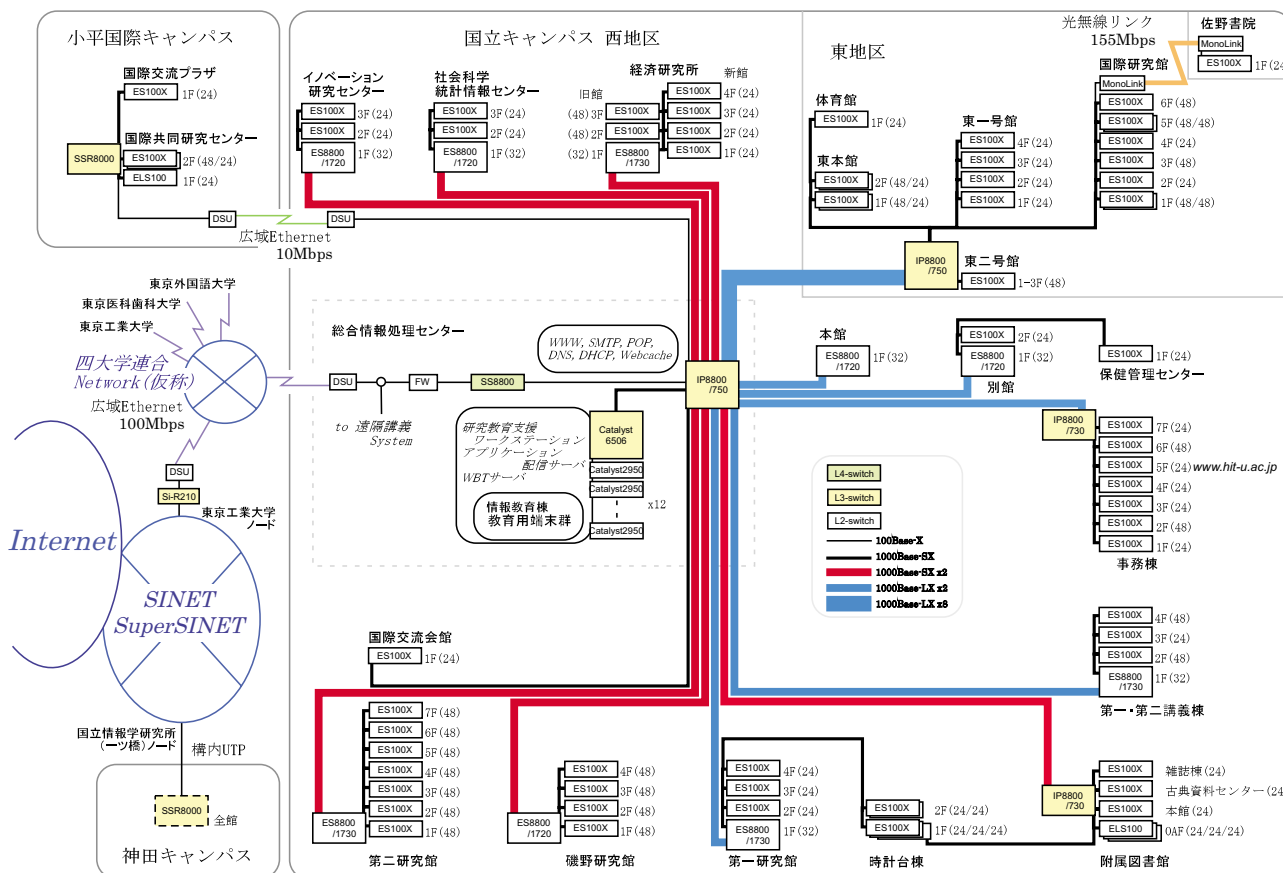 小平国際キャンパス
国際交流プラザ
ES100X 1F(24)
国際共同研究センター
SSR8000
ES100X 2F(48/24)
ELS100 1F(24)
DSU
DSU
広域Ethernet
10Mbps
国立キャンパス 西地区
イノベーション
研究センター
ES100X 3F(24)
ES100X 2F(24)
ES8800
/1720
1F(32)
社会科学
統計情報センター
ES100X 3F(24)
ES100X 2F(24)
ES8800
/1720
1F(32)
経済研究所
旧館
新館
ES100X 4F(24)
(48)3F ES100X
ES100X 3F(24)
(48)2F ES100X
ES100X 2F(24)
(32)1F ES8800
/1730
ES100X 1F(24)
東地区
光無線リンク
155Mbps
佐野書院
MonoLink
ES100X 1F(24
国際研究館
MonoLink
ES100X 6F(48)
ES100X 5F(48/48)
ES100X 4F(24)
ES100X 3F(48)
ES100X 2F(24)
ES100X 1F(48/48)
体育館
ES100X 1F(24)
東本館
ES100X 2F(48/24)
ES100X 1F(48/24)
東一号館
ES100X 4F(24)
ES100X 3F(24)
ES100X 2F(24)
ES100X 1F(24)
IP8800
/750
東二号館
ES100X 1-3F(48)
東京外国語大学
東京医科歯科大学
東京工業大学
四大学連合
Network(仮称)
広域Ethernet
100Mbps
DSU
Si-R210
東京工業大学
ノード
Internet
SINET
SuperSINET
国立情報学研究所
(一ツ橋)ノード
構内UTP
SSR8000
全館
神田キャンパス
総合情報処理センター
WWW, SMTP, POP,
DNS, DHCP, Webcache
DSU
FW
SS8800
IP8800
/750
to 遠隔講義
System
研究教育支援
ワークステーション
アプリケーション
配信サーバ
WBTサーバ
Catalyst
6506
Catalyst2950
Catalyst2950
x12
Catalyst2950
情報教育棟
教育用端末群
本館
ES8800
/1720
1F(32)
ES100X 2F(24)
ES8800
/1720
1F(32)
別館
ES100X 1F(24)
保健管理センター
IP8800
/730
ES100X 7F(24)
ES100X 6F(48)
ES100X 5F(24) www.hit-u.ac.jp
ES100X 4F(24)
ES100X 3F(24)
ES100X 2F(48)
ES100X 1F(24)
事務棟
L4-switch
L3-switch
L2-switch
100Base-X
1000Base-SX
1000Base-SX x2
1000Base-LX x2
1000Base-LX x8
ES100X 4F(48)
ES100X 3F(24)
ES100X 2F(48)
ES8800
/1730
1F(32)
第一・第二講義棟
国際交流会館
ES100X 1F(24)
ES100X 7F(48)
ES100X 6F(48)
ES100X 5F(48)
ES100X 4F(48)
ES100X 3F(48)
ES100X 2F(48)
ES8800
/1730
ES100X 1F(48)
第二研究館
ES100X 4F(48)
ES100X 3F(48)
ES100X 2F(48)
ES8800
/1720
ES100X 1F(48)
磯野研究館
ES100X 4F(24)
ES100X 3F(24)
ES100X 2F(24)
ES8800
/1730
1F(32)
第一研究館
ES100X 2F(24/24)
ES100X 1F(24/24/24)
時計台棟
IP8800
/730
ES100X 雑誌棟(24)
ES100X 古典資料センター(24
ES100X 本館(24)
ELS100 0AF(24/24/24)
附属図書館